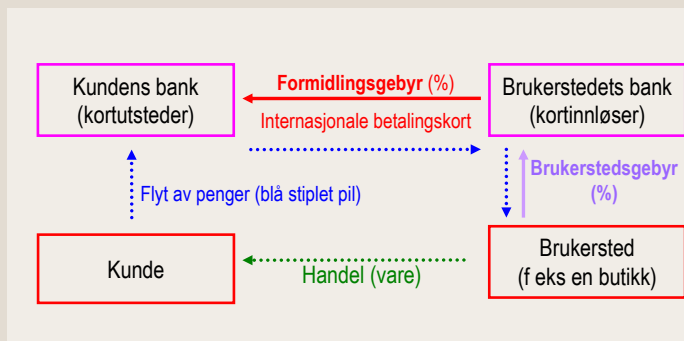 Kundens bank
(kortutsteder)
Formidlingsgebyr (%)
Internasjonale betalingskort
Brukerstedets bank
(kortinnløser)
Flyt av penger (blå stiplet pil)
Brukerstedsgebyr
(%)
Kunde
Handel (vare)
Brukersted
(f eks en butikk)